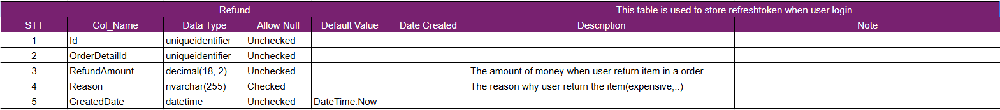 Refund This table is used to store refreshtoken when user login
STT Col_Name Data Type Allow Null Default Value Date Created Description Note
1 Id uniqueidentifier Unchecked
2 OrderDetailId uniqueidentifier Unchecked
3 RefundAmount decimal(18, 2) Unchecked The amount of money when user return item in a order
4 Reason nvarchar(255) Checked The reason why user return the item(expensive,..)
5 CreatedDate datetime Unchecked DateTime.Now